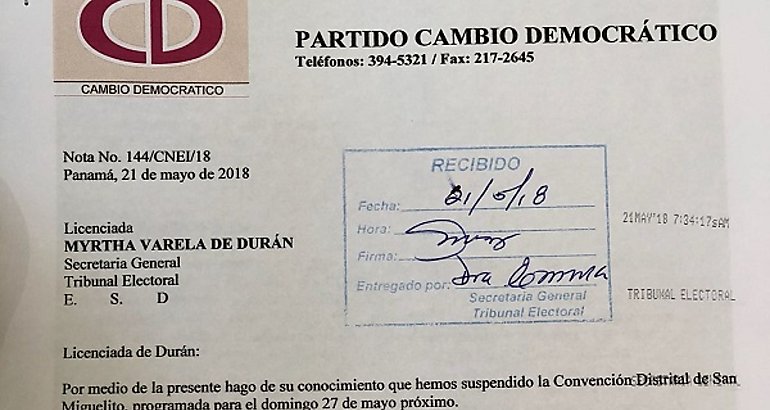 CD
PARTIDO CAMBIO DEMOCRÁTICO
Teléfonos: 394-5321 / Fax: 217-2645
CAMBIO DEMOCRATICO
Nota No. 144/CNEI/18
Panamá, 21 de mayo de 2018
RECIBIDO
Fecha: 21/5/18
Hora:
Firma:
Entregado por: Dra
Secretaría General
Tribunal Electoral
21MAY'18 7:34:17AM
TRIBUNAL ELECTORAL
Licenciada
MYRTHA VARELA DE DURÁN
Secretaria General
Tribunal Electoral
E. S. D
Licenciada de Durán:
Por medio de la presente hago de su conocimiento que hemos suspendido la Convención Distrital de San
Miguelito, programada para el domingo 27 de mayo próximo.